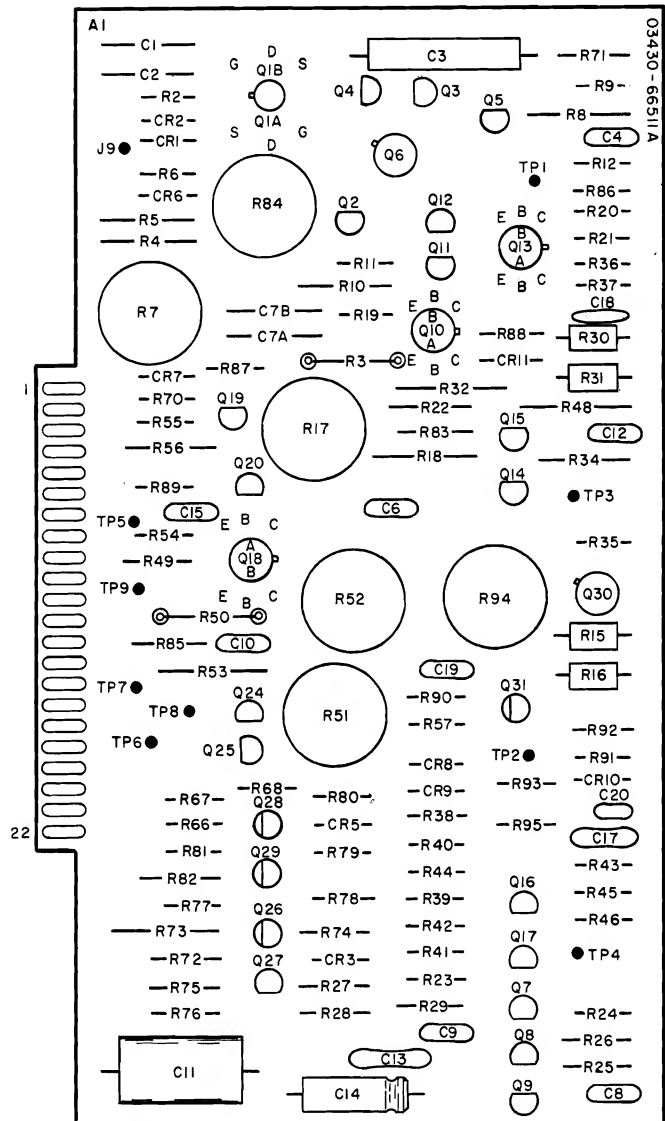 A1
03430-66511A
C1
D
G
S
Q1B
C3
R71
C2
R2
Q4
Q3
R9
CR2
Q1A
Q5
R8
S
G
D
C4
J9
CR1
Q6
R6
TP1
R12
CR6
R84
R86
R5
Q2
Q12
E B C
R20
R4
B
Q13
A
R21
Q11
R11
E B C
R36
R10
R37
R7
C7B
R19
E B C
B
Q10
A
C18
C7A
R88
R30
R3
E B C
CR11
1
R87
CR7
R32
R31
R70
Q19
R22
R48
R55
R17
R83
Q15
C12
R56
R18
R34
Q20
Q14
R89
C15
C6
TP3
TP5
E B C
R54
A
Q18
B
R35
R49
TP9
E B C
R52
R94
Q30
R50
R85
C10
R15
R53
C19
R16
TP7
Q24
R51
R90
Q31
TP8
R57
R92
TP6
Q25
TP2
R91
CR8
R68
R93
CR10
R67
R80
CR9
C20
Q28
R66
CR5
R38
R95
22
C17
R81
R79
R40
R43
Q29
R82
R44
R45
R77
R78
R39
Q16
R46
Q26
R73
R74
R42
Q17
R72
Q27
CR3
R41
TP4
R75
R27
R23
Q7
R76
R28
R29
R24
C9
Q8
R26
C11
C13
R25
C14
Q9
C8